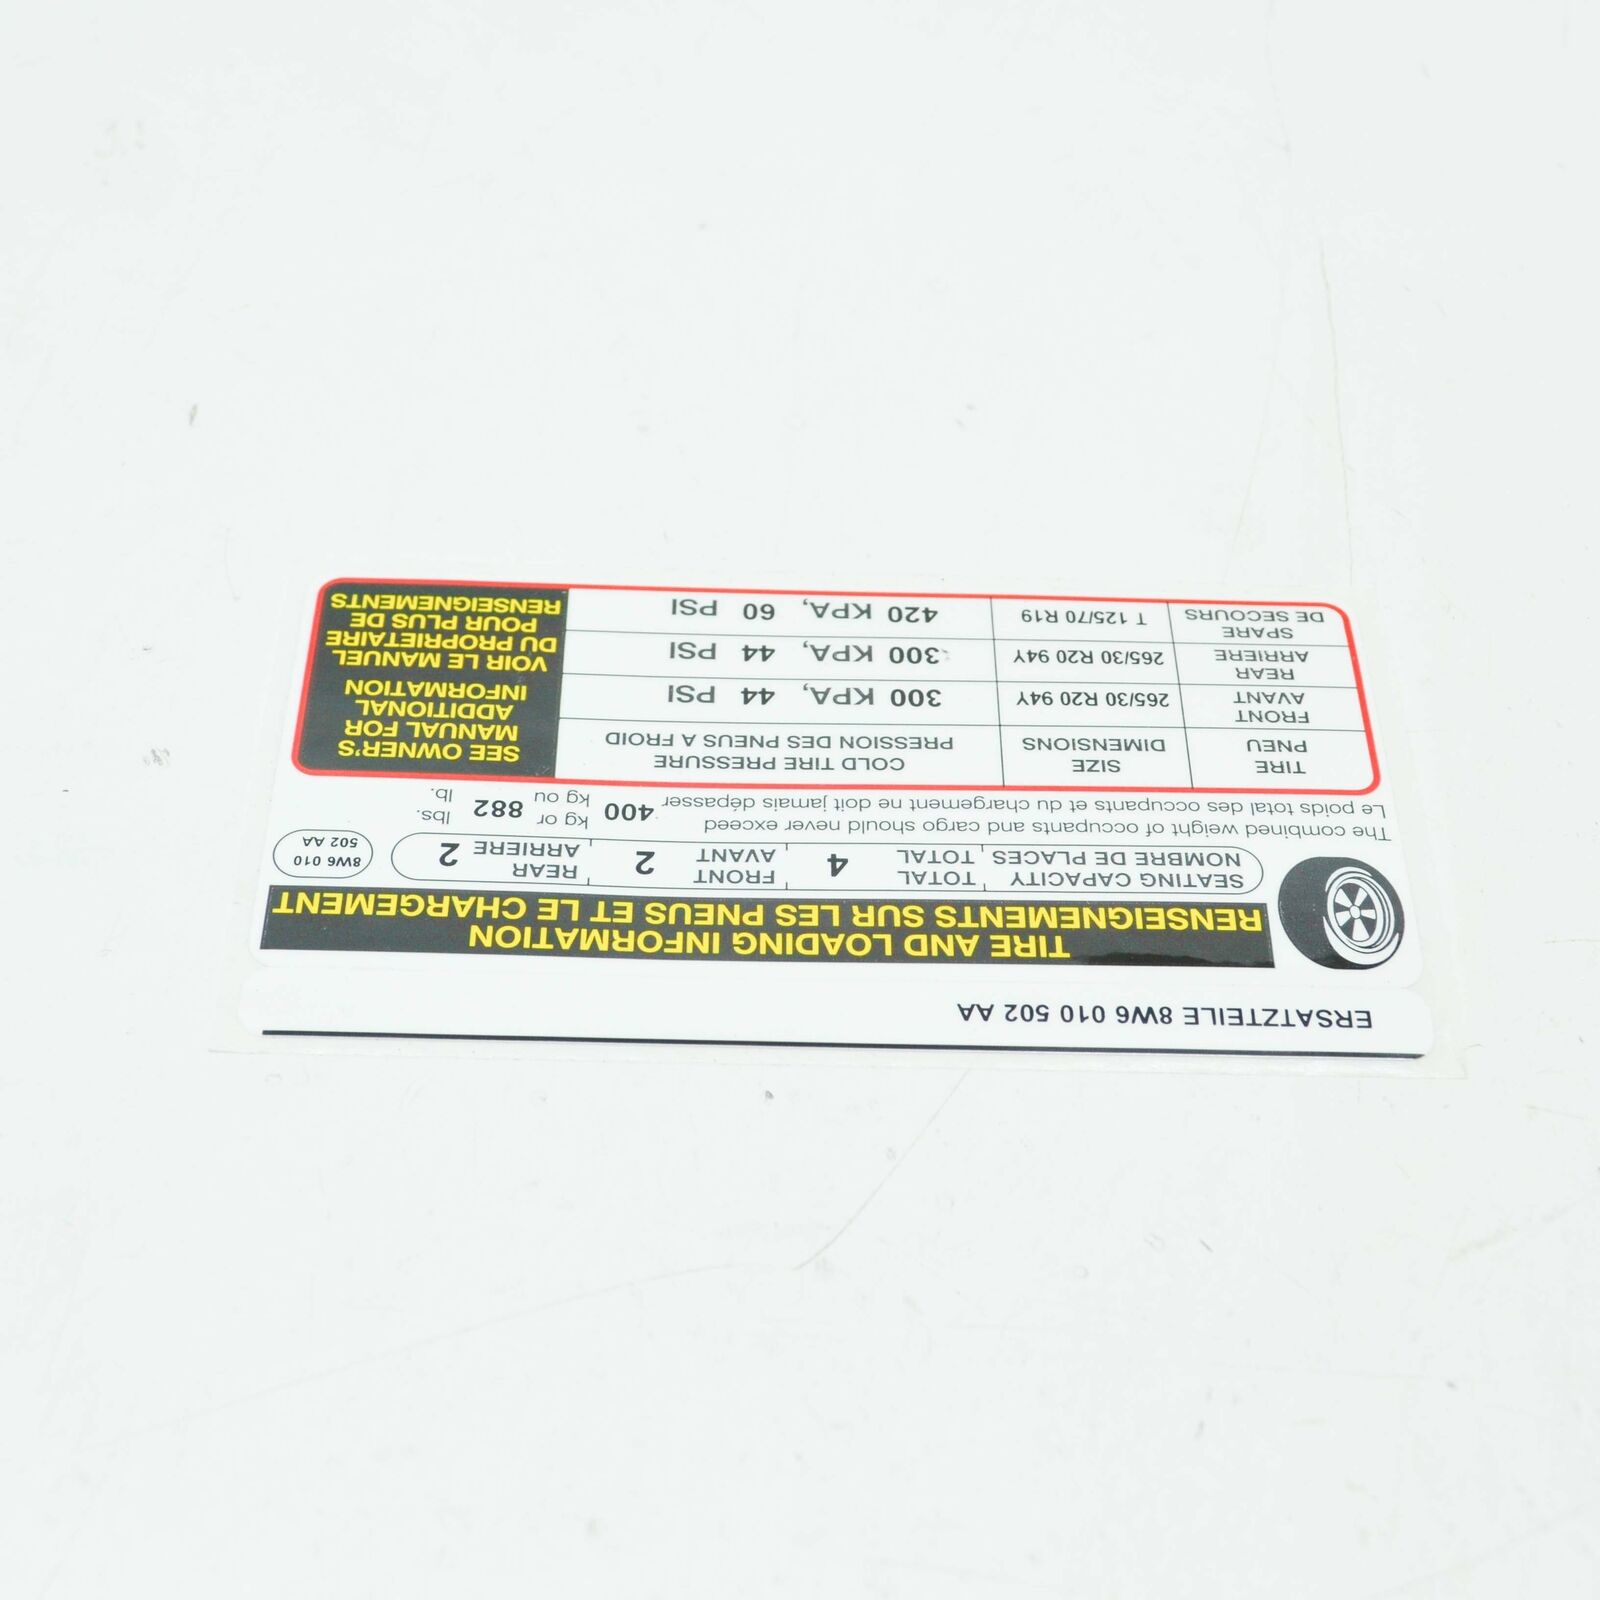 ERSATZTEILE 8W6 010 502 AA
TIRE AND LOADING INFORMATION
RENSEIGNEMENTS SUR LES PNEUS ET LE CHARGEMENT
SEATING CAPACITY TOTAL 4 FRONT 2 REAR 2
NOMBRE DE PLACES TOTAL AVANT ARRIERE
8W6 010
502 AA
The combined weight of occupants and cargo should never exceed 400 kg or 882 lbs.
Le poids total des occupants et du chargement ne doit jamais dépasser kg ou lb.
TIRE SIZE COLD TIRE PRESSURE
PNEU DIMENSIONS PRESSION DES PNEUS A FROID
FRONT
AVANT 265/30 R20 94Y 300 KPA, 44 PSI
REAR
ARRIERE 265/30 R20 94Y 300 KPA, 44 PSI
SPARE
DE SECOURS T 125/70 R19 420 KPA, 60 PSI
SEE OWNER'S
MANUAL FOR
ADDITIONAL
INFORMATION
VOIR LE MANUEL
DU PROPRIETAIRE
POUR PLUS DE
RENSEIGNEMENTS